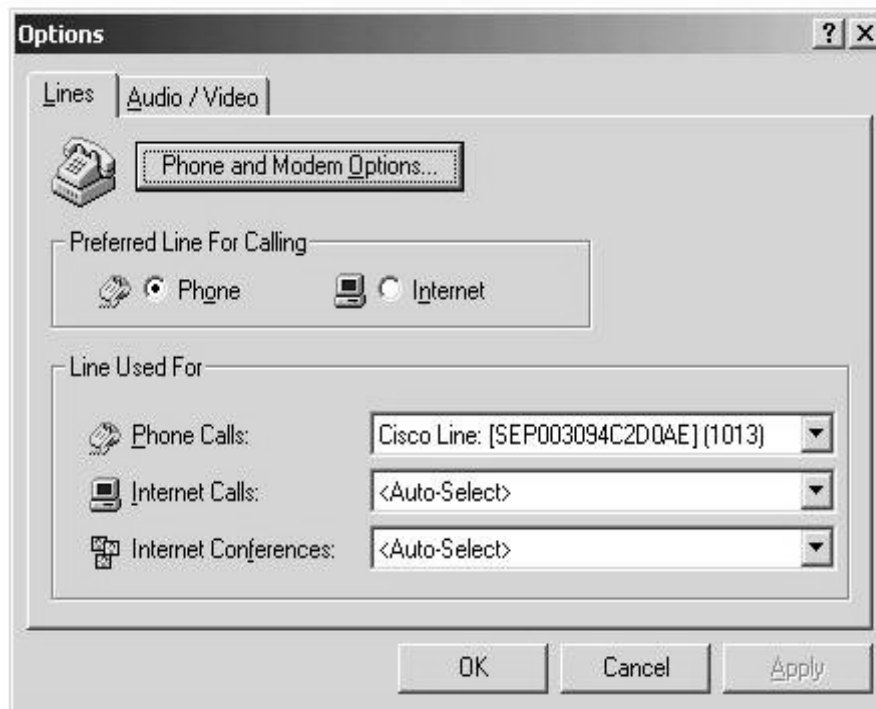 Options
Lines
Audio / Video
Phone and Modem Options...
Preferred Line For Calling
Phone
Internet
Line Used For
Phone Calls: Cisco Line: [SEP003094C2D0AE] (1013)
Internet Calls: <Auto-Select>
Internet Conferences: <Auto-Select>
OK
Cancel
Apply